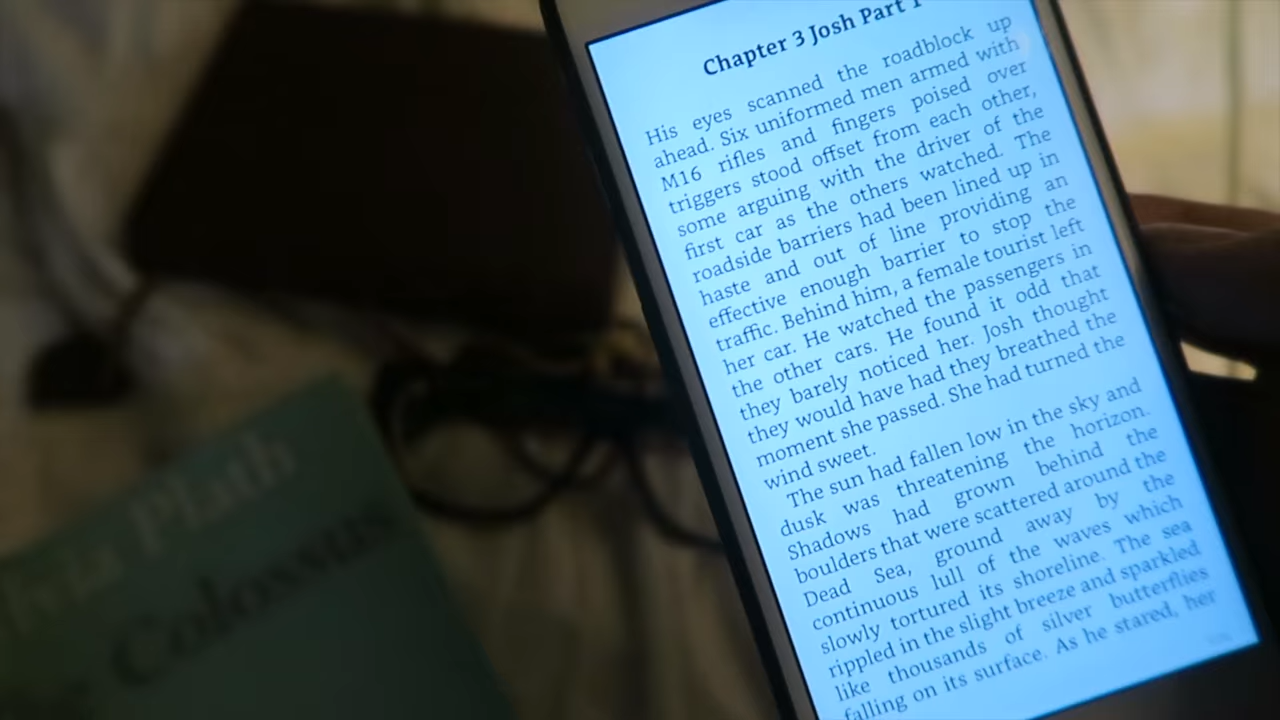 Chapter 3 Josh Part 1
His eyes scanned the roadblock up
ahead. Six uniformed men armed with
M16 rifles and fingers poised over
triggers stood offset from each other,
some arguing with the driver of the
first car as the others watched. The
roadside barriers had been lined up in
haste and out of line providing an
effective enough barrier to stop the
traffic. Behind him, a female tourist left
her car. He watched the passengers in
the other cars. He found it odd that
they barely noticed her. Josh thought
they would have had they breathed the
moment she passed. She had turned the
wind sweet.
The sun had fallen low in the sky and
dusk was threatening the horizon.
Shadows had grown behind the
boulders that were scattered around the
Dead Sea, ground away by the
continuous lull of the waves which
slowly tortured its shoreline. The sea
rippled in the slight breeze and sparkled
like thousands of silver butterflies
falling on its surface. As he stared, her
Plath
Colossus